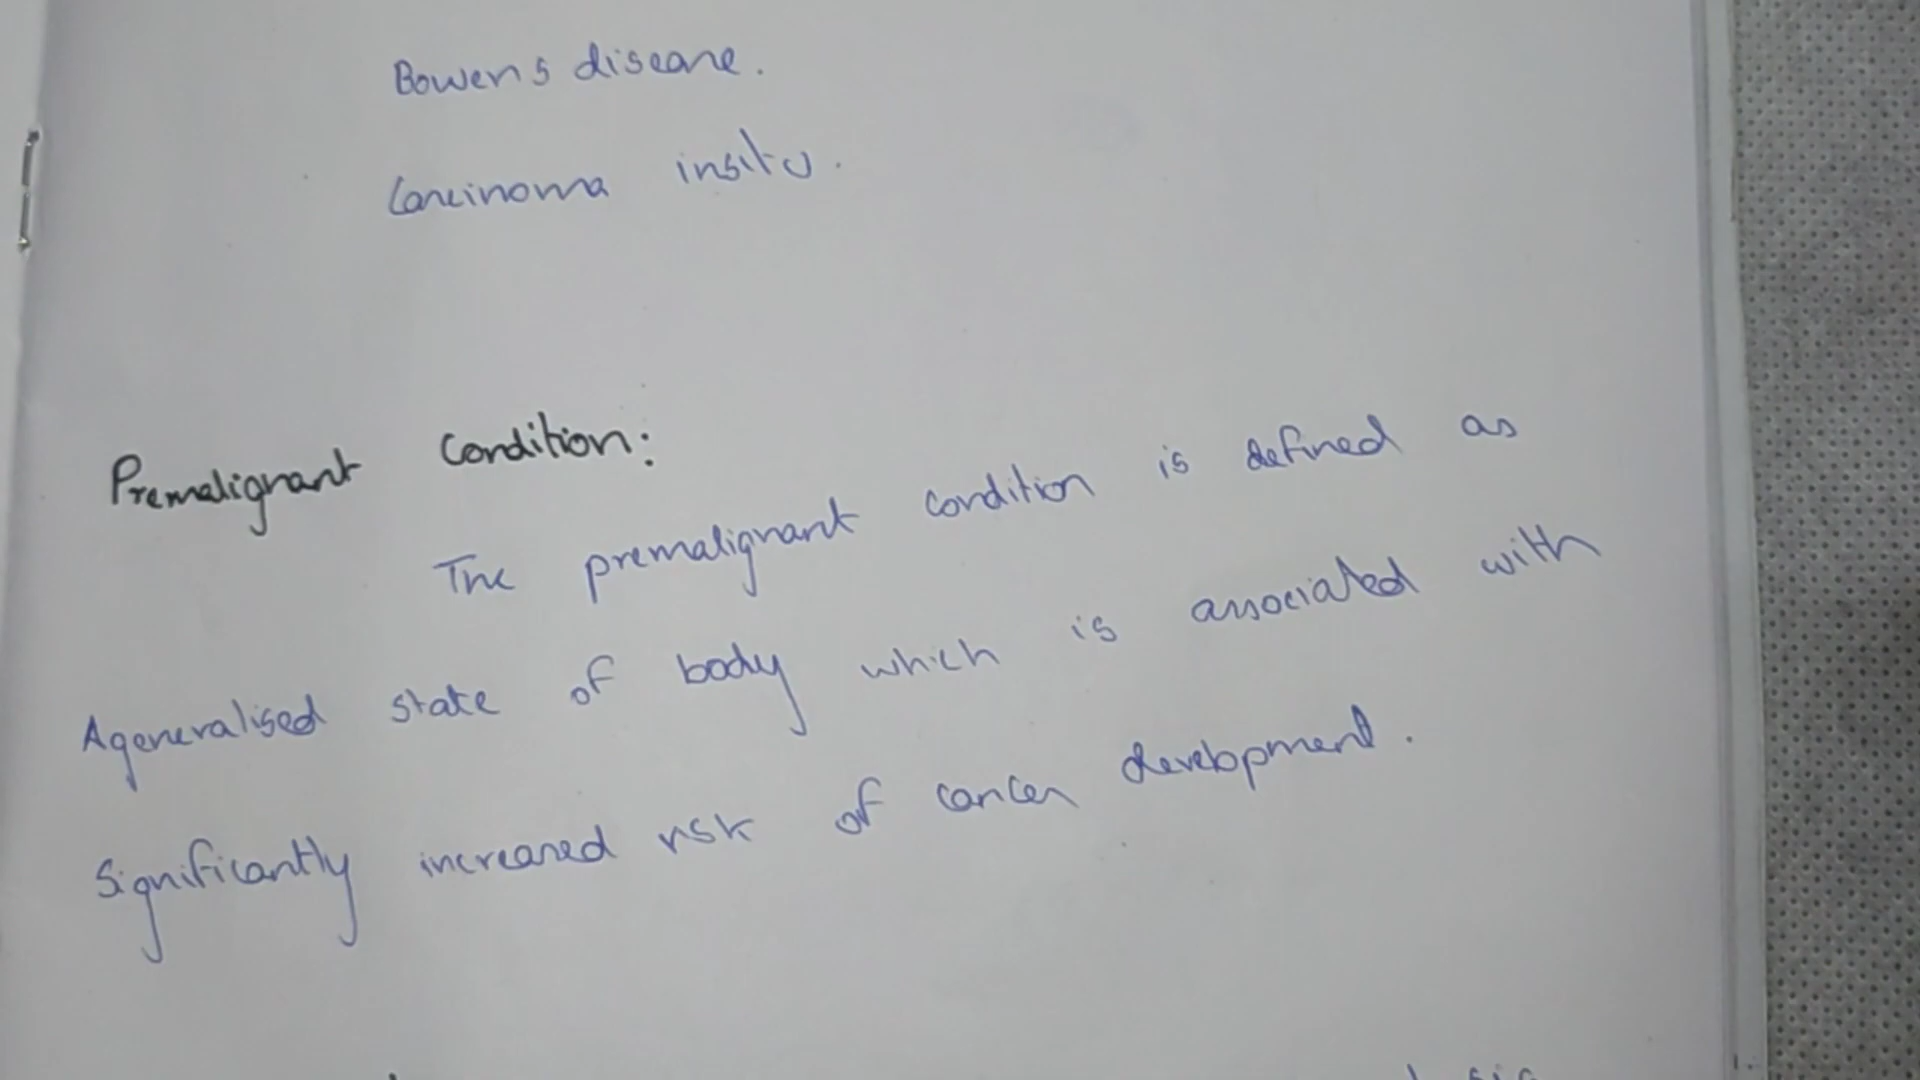 Bowens disease.
Carcinoma insitu.
Premalignant Condition:
The premalignant condition is defined as
A generalised state of body which is associated with
Significantly increased risk of cancer development.